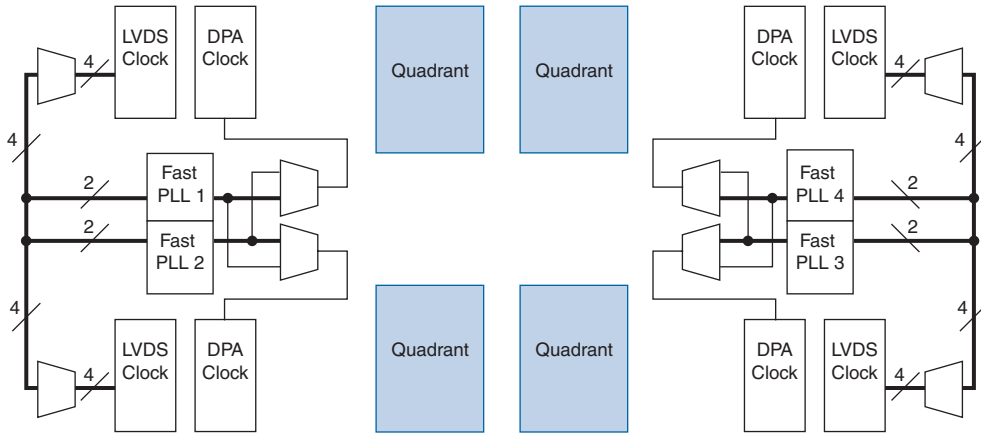 LVDS
Clock
DPA
Clock
Quadrant
Quadrant
DPA
Clock
LVDS
Clock
4
4
4
4
2
Fast
PLL 1
Fast
PLL 4
2
2
Fast
PLL 2
Fast
PLL 3
2
4
4
LVDS
Clock
DPA
Clock
Quadrant
Quadrant
DPA
Clock
LVDS
Clock
4
4